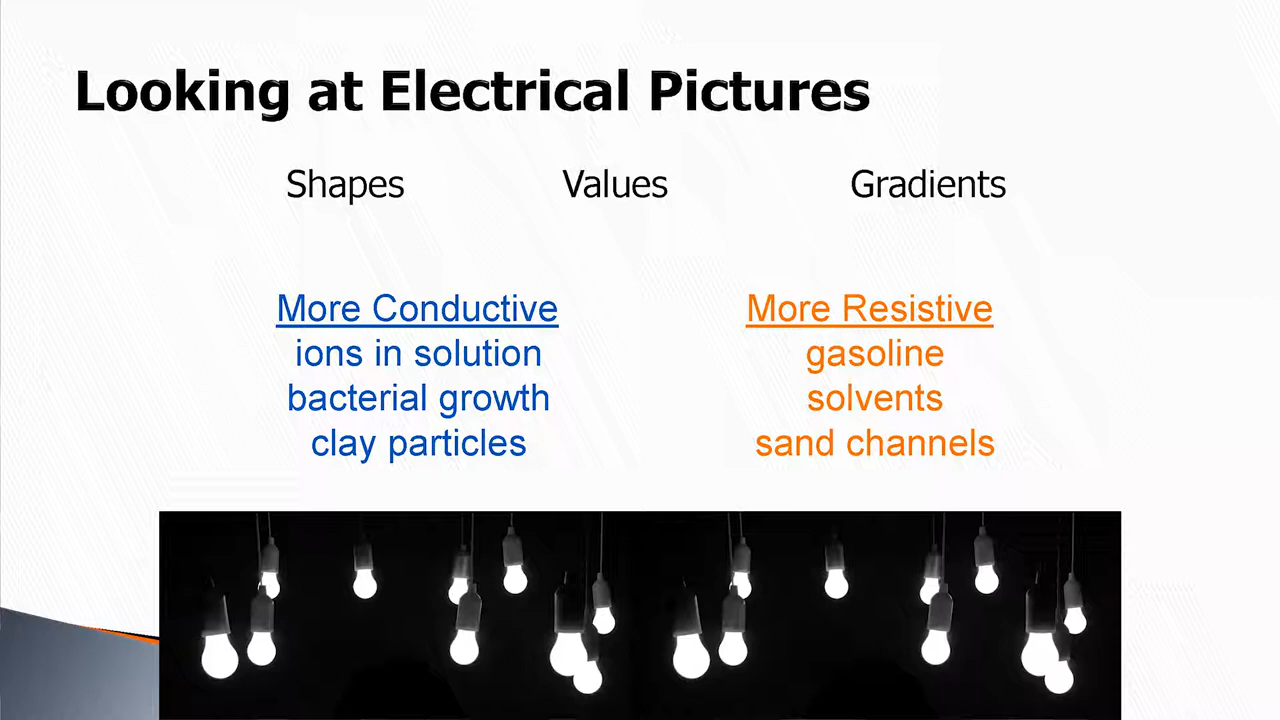 Looking at Electrical Pictures
Shapes Values Gradients
More Conductive
ions in solution
bacterial growth
clay particles
More Resistive
gasoline
solvents
sand channels